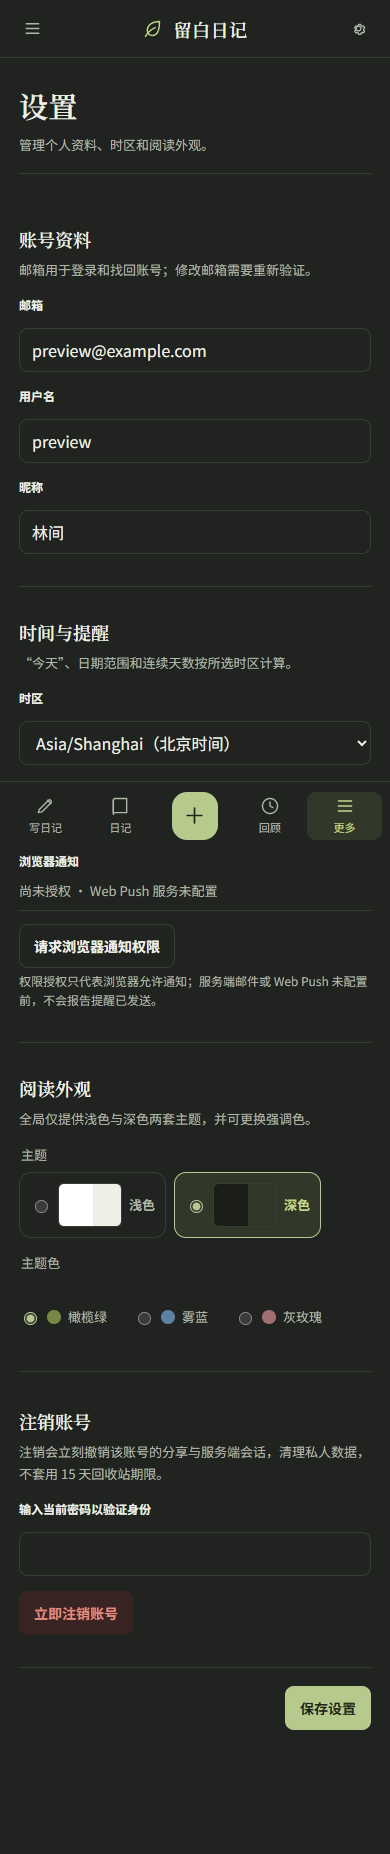 留白日记
设置
管理个人资料、时区和阅读外观。
账号资料
邮箱用于登录和找回账号；修改邮箱需要重新验证。
邮箱
preview@example.com
用户名
preview
昵称
林间
时间与提醒
“今天”、日期范围和连续天数按所选时区计算。
时区
Asia/Shanghai（北京时间）
写日记
日记
回顾
更多
浏览器通知
尚未授权 · Web Push 服务未配置
请求浏览器通知权限
权限授权只代表浏览器允许通知；服务端邮件或 Web Push 未配置
前，不会报告提醒已发送。
阅读外观
全局仅提供浅色与深色两套主题，并可更换强调色。
主题
浅色
深色
主题色
橄榄绿
雾蓝
灰玫瑰
注销账号
注销会立刻撤销该账号的分享与服务端会话，清理私人数据，
不套用 15 天回收站期限。
输入当前密码以验证身份
立即注销账号
保存设置